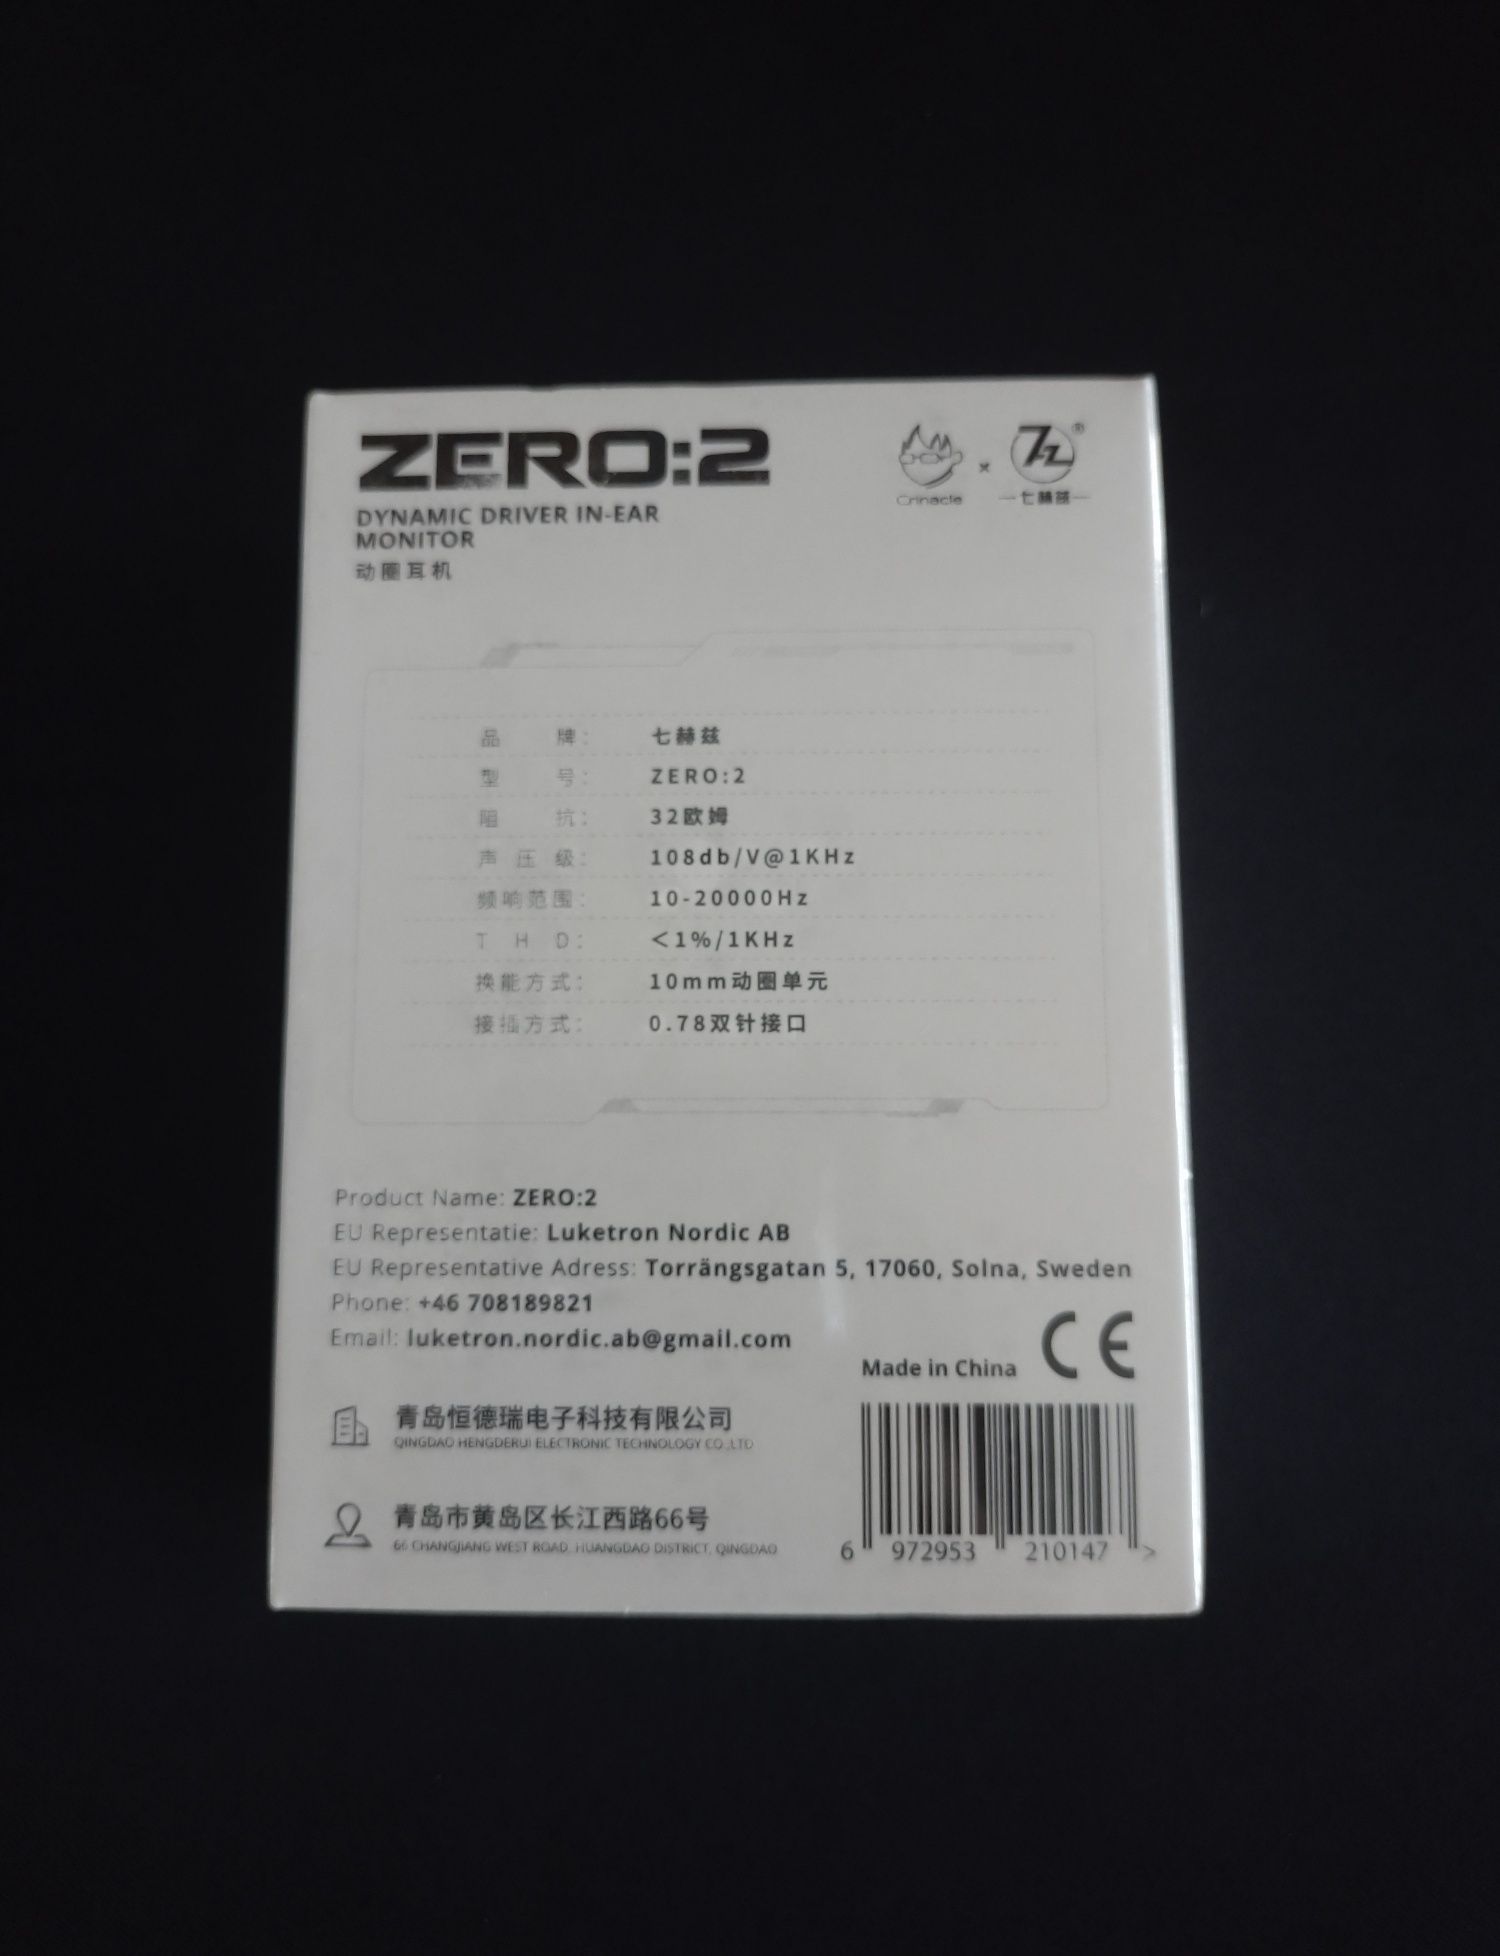 ZERO:2
DYNAMIC DRIVER IN-EAR
MONITOR
动圈耳机
Crinacle
×
7Z®
七赫兹
品牌: 七赫兹
型号: ZERO:2
阻抗: 32欧姆
声压级: 108db/V@1KHz
频响范围: 10-20000Hz
THD: <1%/1KHz
换能方式: 10mm动圈单元
接插方式: 0.78双针接口
Product Name: ZERO:2
EU Representatie: Luketron Nordic AB
EU Representative Adress: Torrängsgatan 5, 17060, Solna, Sweden
Phone: +46 708189821
Email: luketron.nordic.ab@gmail.com
Made in China CE
青岛恒德瑞电子科技有限公司
QINGDAO HENGDERUI ELECTRONIC TECHNOLOGY CO.,LTD
青岛市黄岛区长江西路66号
66 CHANGJIANG WEST ROAD, HUANGDAO DISTRICT, QINGDAO
6 972953 210147 >